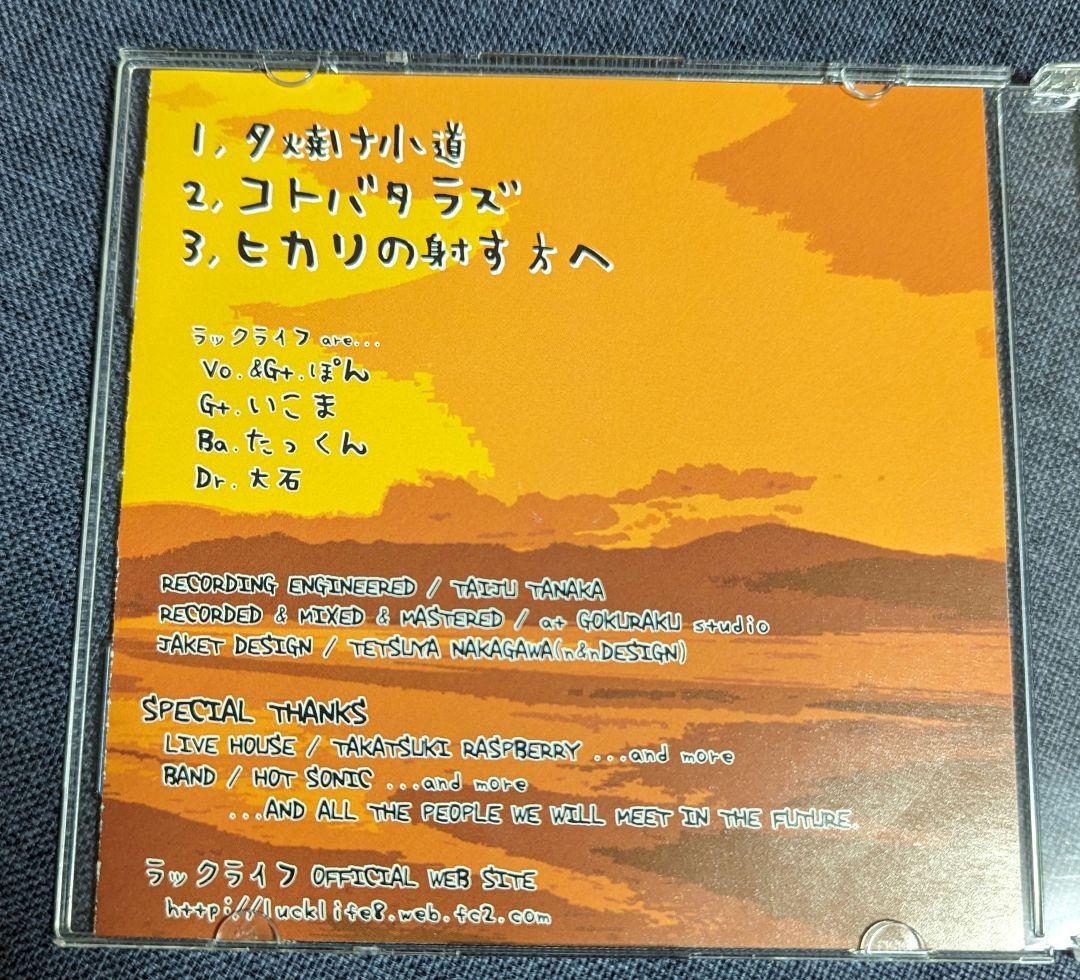 1, 夕焼け小道
2, コトバタラズ
3, ヒカリの射す方へ
ラックライフ are...
Vo.&Gt.ぽん
Gt.いこま
Ba.たっくん
Dr.大石
RECORDING ENGINEERED / TAIJU TANAKA
RECORDED & MIXED & MASTERED / at GOKURAKU studio
JAKET DESIGN / TETSUYA NAKAGAWA(n&nDESIGN)
SPECIAL THANKS
LIVE HOUSE / TAKATSUKI RASPBERRY ...and more
BAND / HOT SONIC ...and more
...AND ALL THE PEOPLE WE WILL MEET IN THE FUTURE.
ラックライフ OFFICIAL WEB SITE
http://lucklife8.web.fc2.com